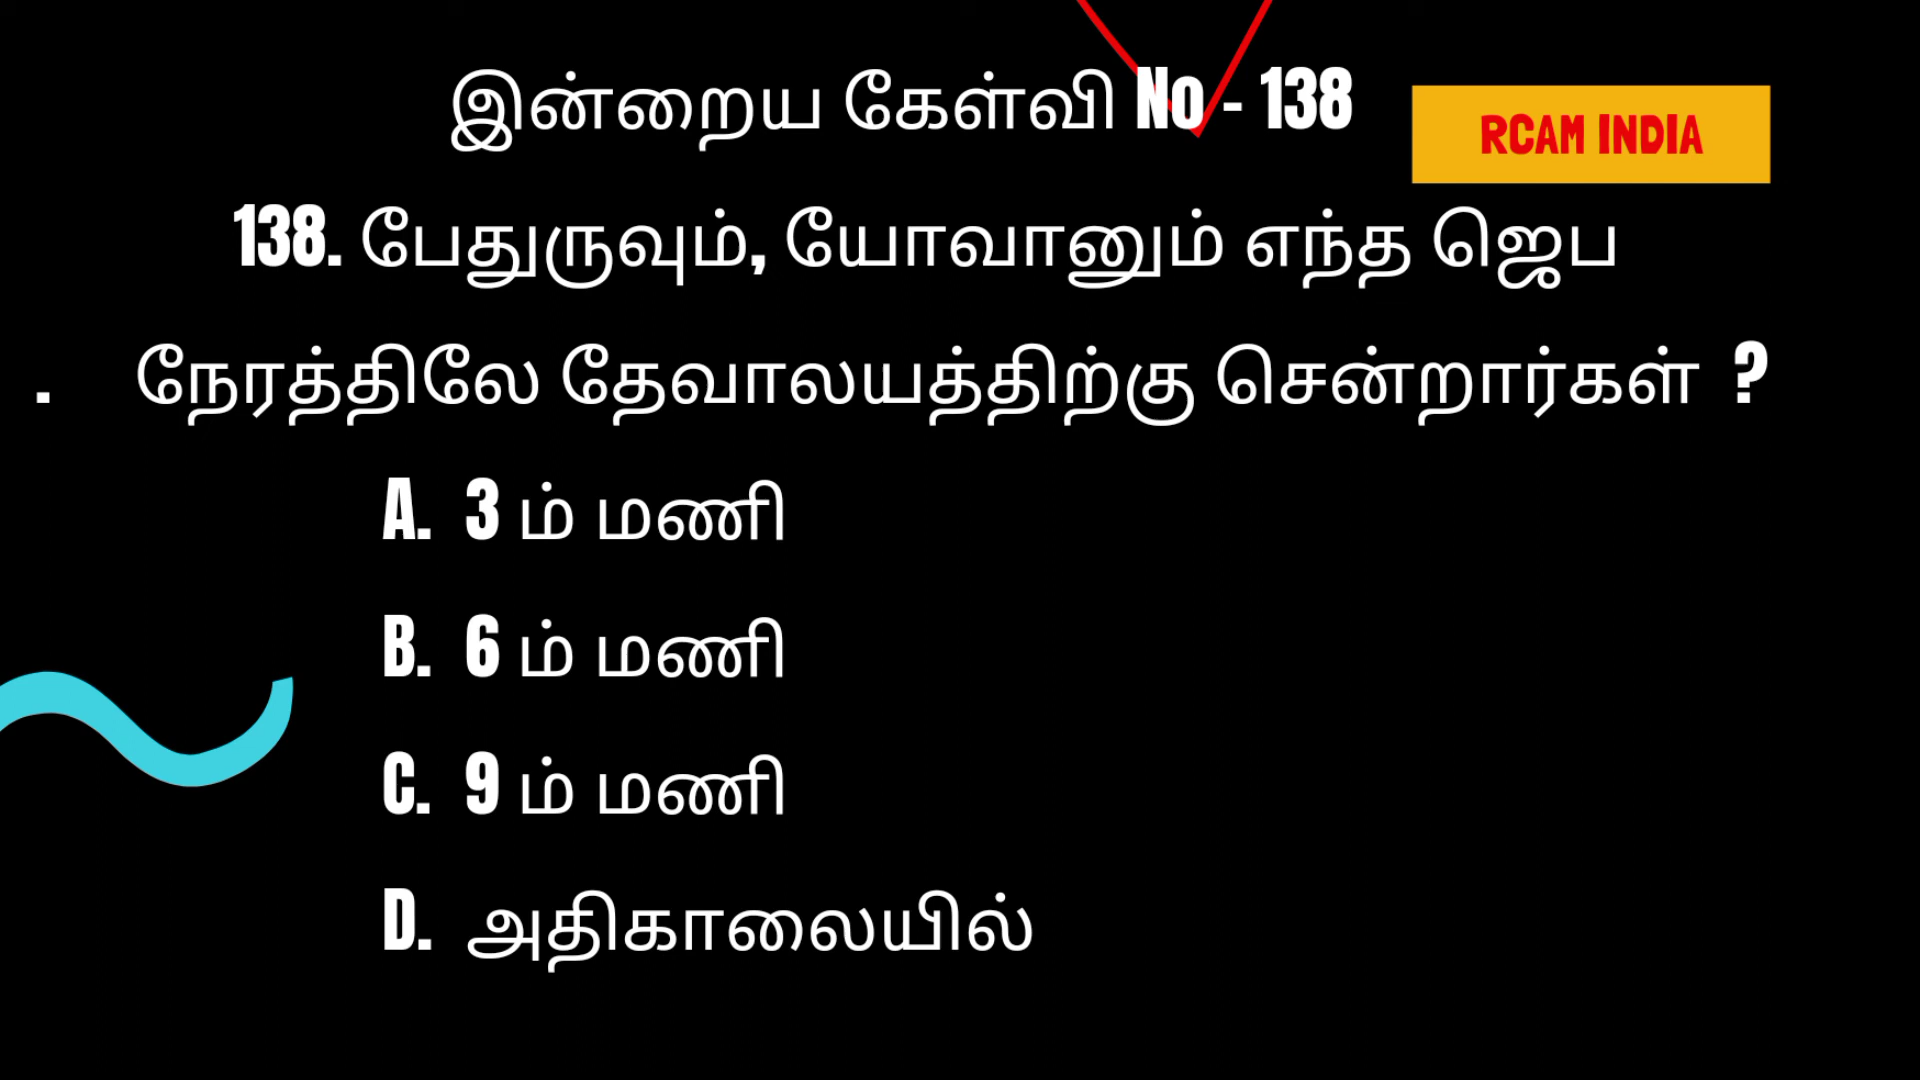 இன்றைய கேள்வி No - 138
RCAM INDIA
138. பேதுருவும், யோவானும் எந்த ஜெப
. நேரத்திலே தேவாலயத்திற்கு சென்றார்கள் ?
A. 3 ம் மணி
B. 6 ம் மணி
C. 9 ம் மணி
D. அதிகாலையில்